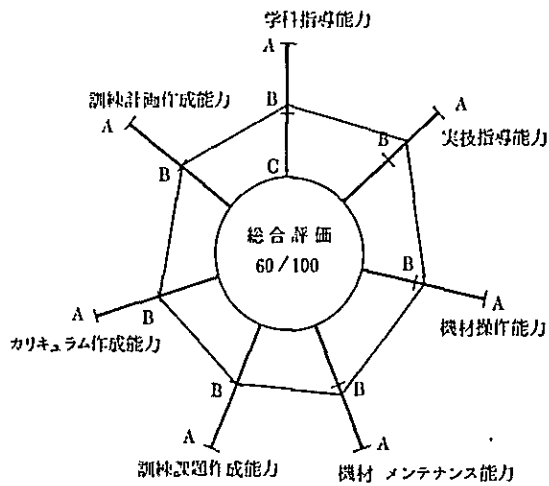 学科指導能力
A
B
C
訓練計画作成能力
A
B
A
B
実技指導能力
総合評価
60/100
B
A
機材操作能力
A
B
カリキュラム作成能力
B
A
訓練課題作成能力
B
A
機材 メンテナンス能力